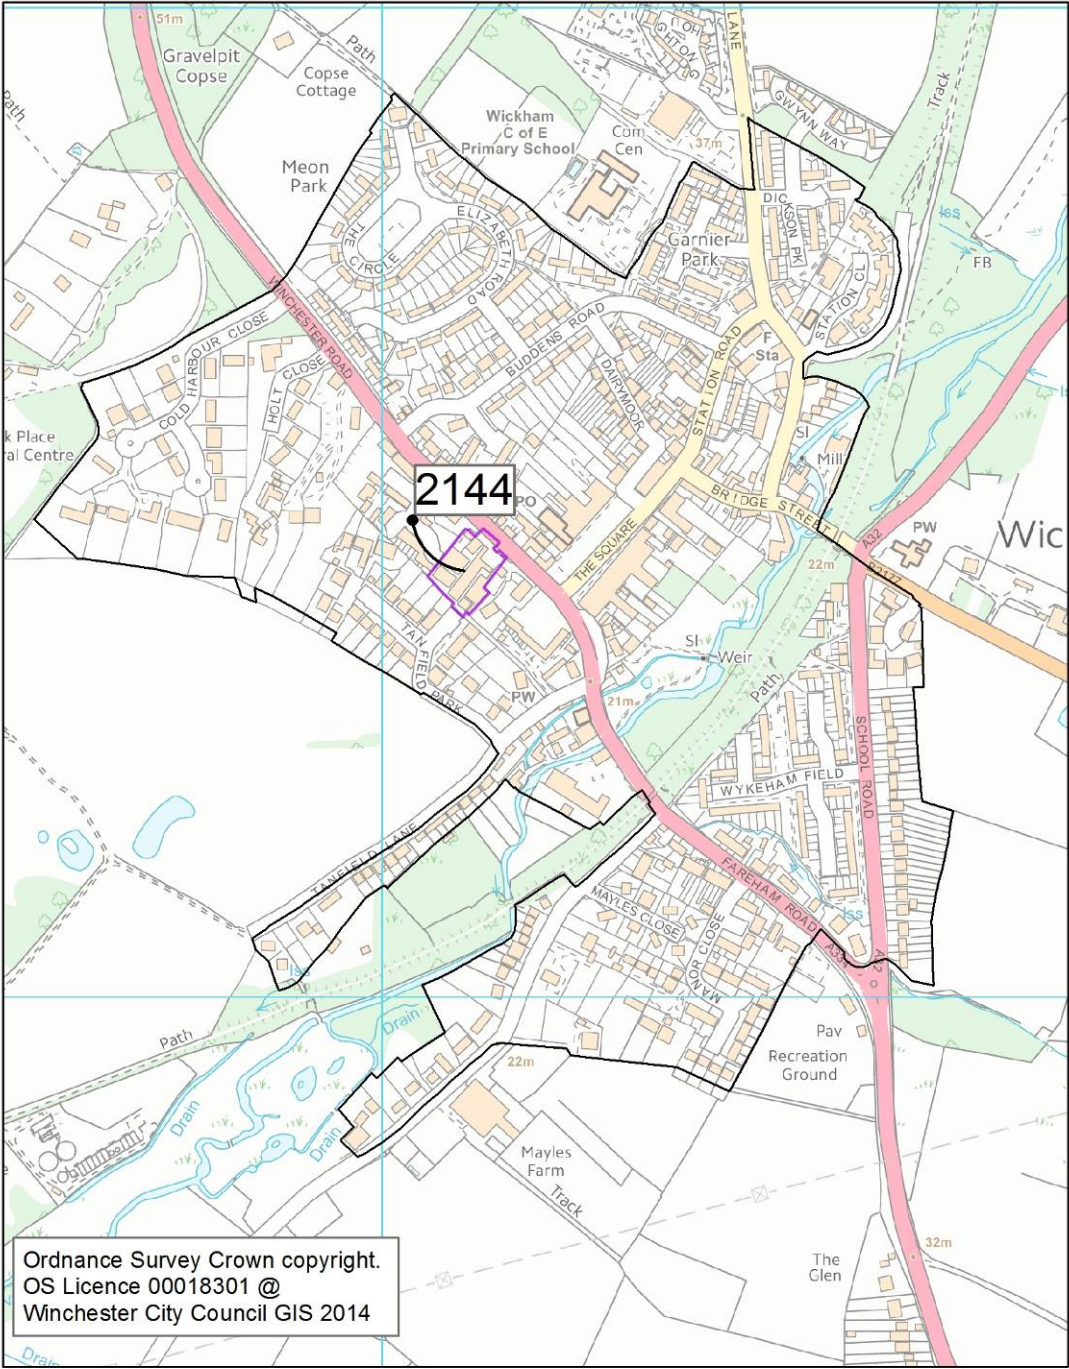 51m
Gravelpit
Copse
Path
Copse
Cottage
LANE
Track
Path
Wickham
C of E
Primary School
Com
Cen
37m
GWYNN WAY
Meon
Park
ELIZABETH ROAD
THE CIRCLE
Garnier
Park
DICKSON PK
STATION CL
Iss
FB
WINCHESTER ROAD
COLD HARBOUR CLOSE
HOLT CLOSE
BUDDENS ROAD
DAIRYMOOR
STATION ROAD
F
Sta
k Place
ral Centre
Sl
Mill
2144
PO
BRIDGE STREET
THE SQUARE
A32
PW
Wic
22m
B2177
TANFIELD PARK
PW
Sl
Weir
Path
21m
SCHOOL ROAD
WYKEHAM FIELD
TANFIELD LANE
FAREHAM ROAD
MAYLES CLOSE
MANOR CLOSE
Iss
A334
A32
Iss
Drain
Path
22m
Pav
Recreation
Ground
Drain
Drain
Mayles
Farm
Track
32m
The
Glen
Ordnance Survey Crown copyright.
OS Licence 00018301 @
Winchester City Council GIS 2014
Drain